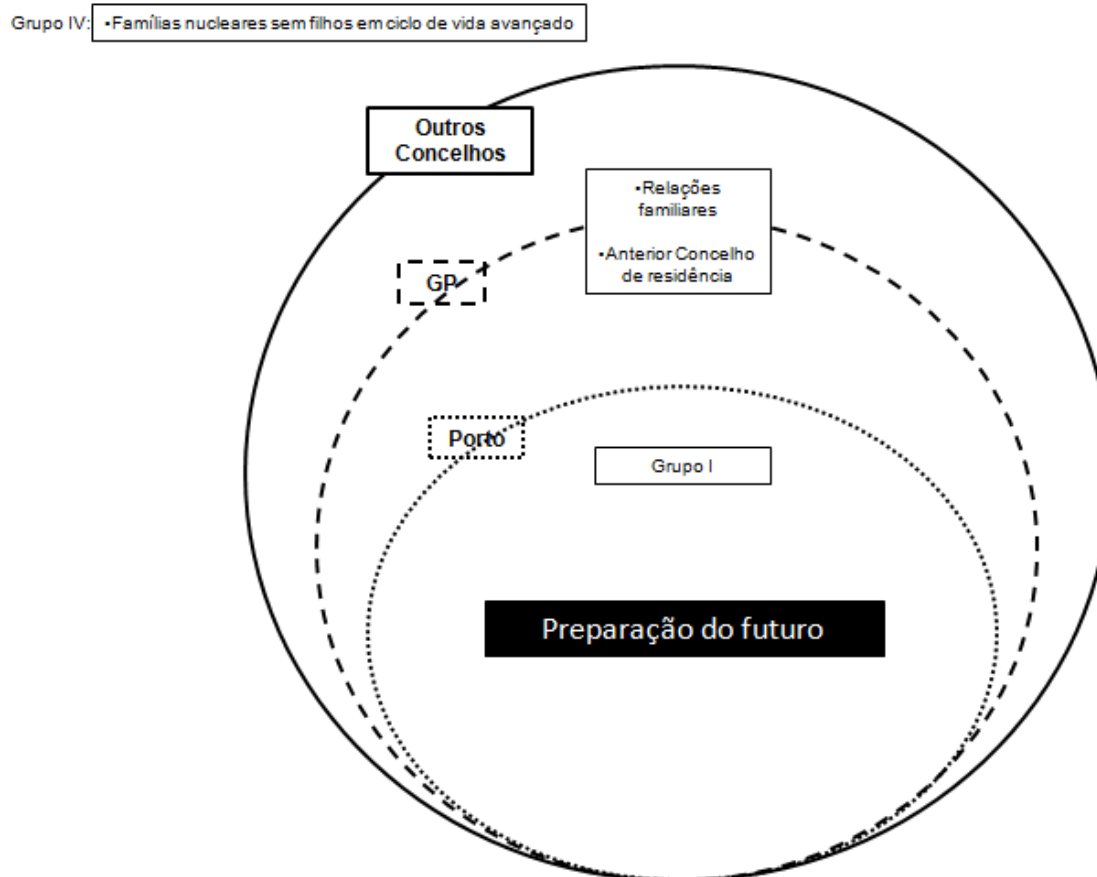 Grupo IV: •Famílias nucleares sem filhos em ciclo de vida avançado
Outros
Concelhos
•Relações
familiares
•Anterior Concelho
de residência
GP
Porto
Grupo I
Preparação do futuro